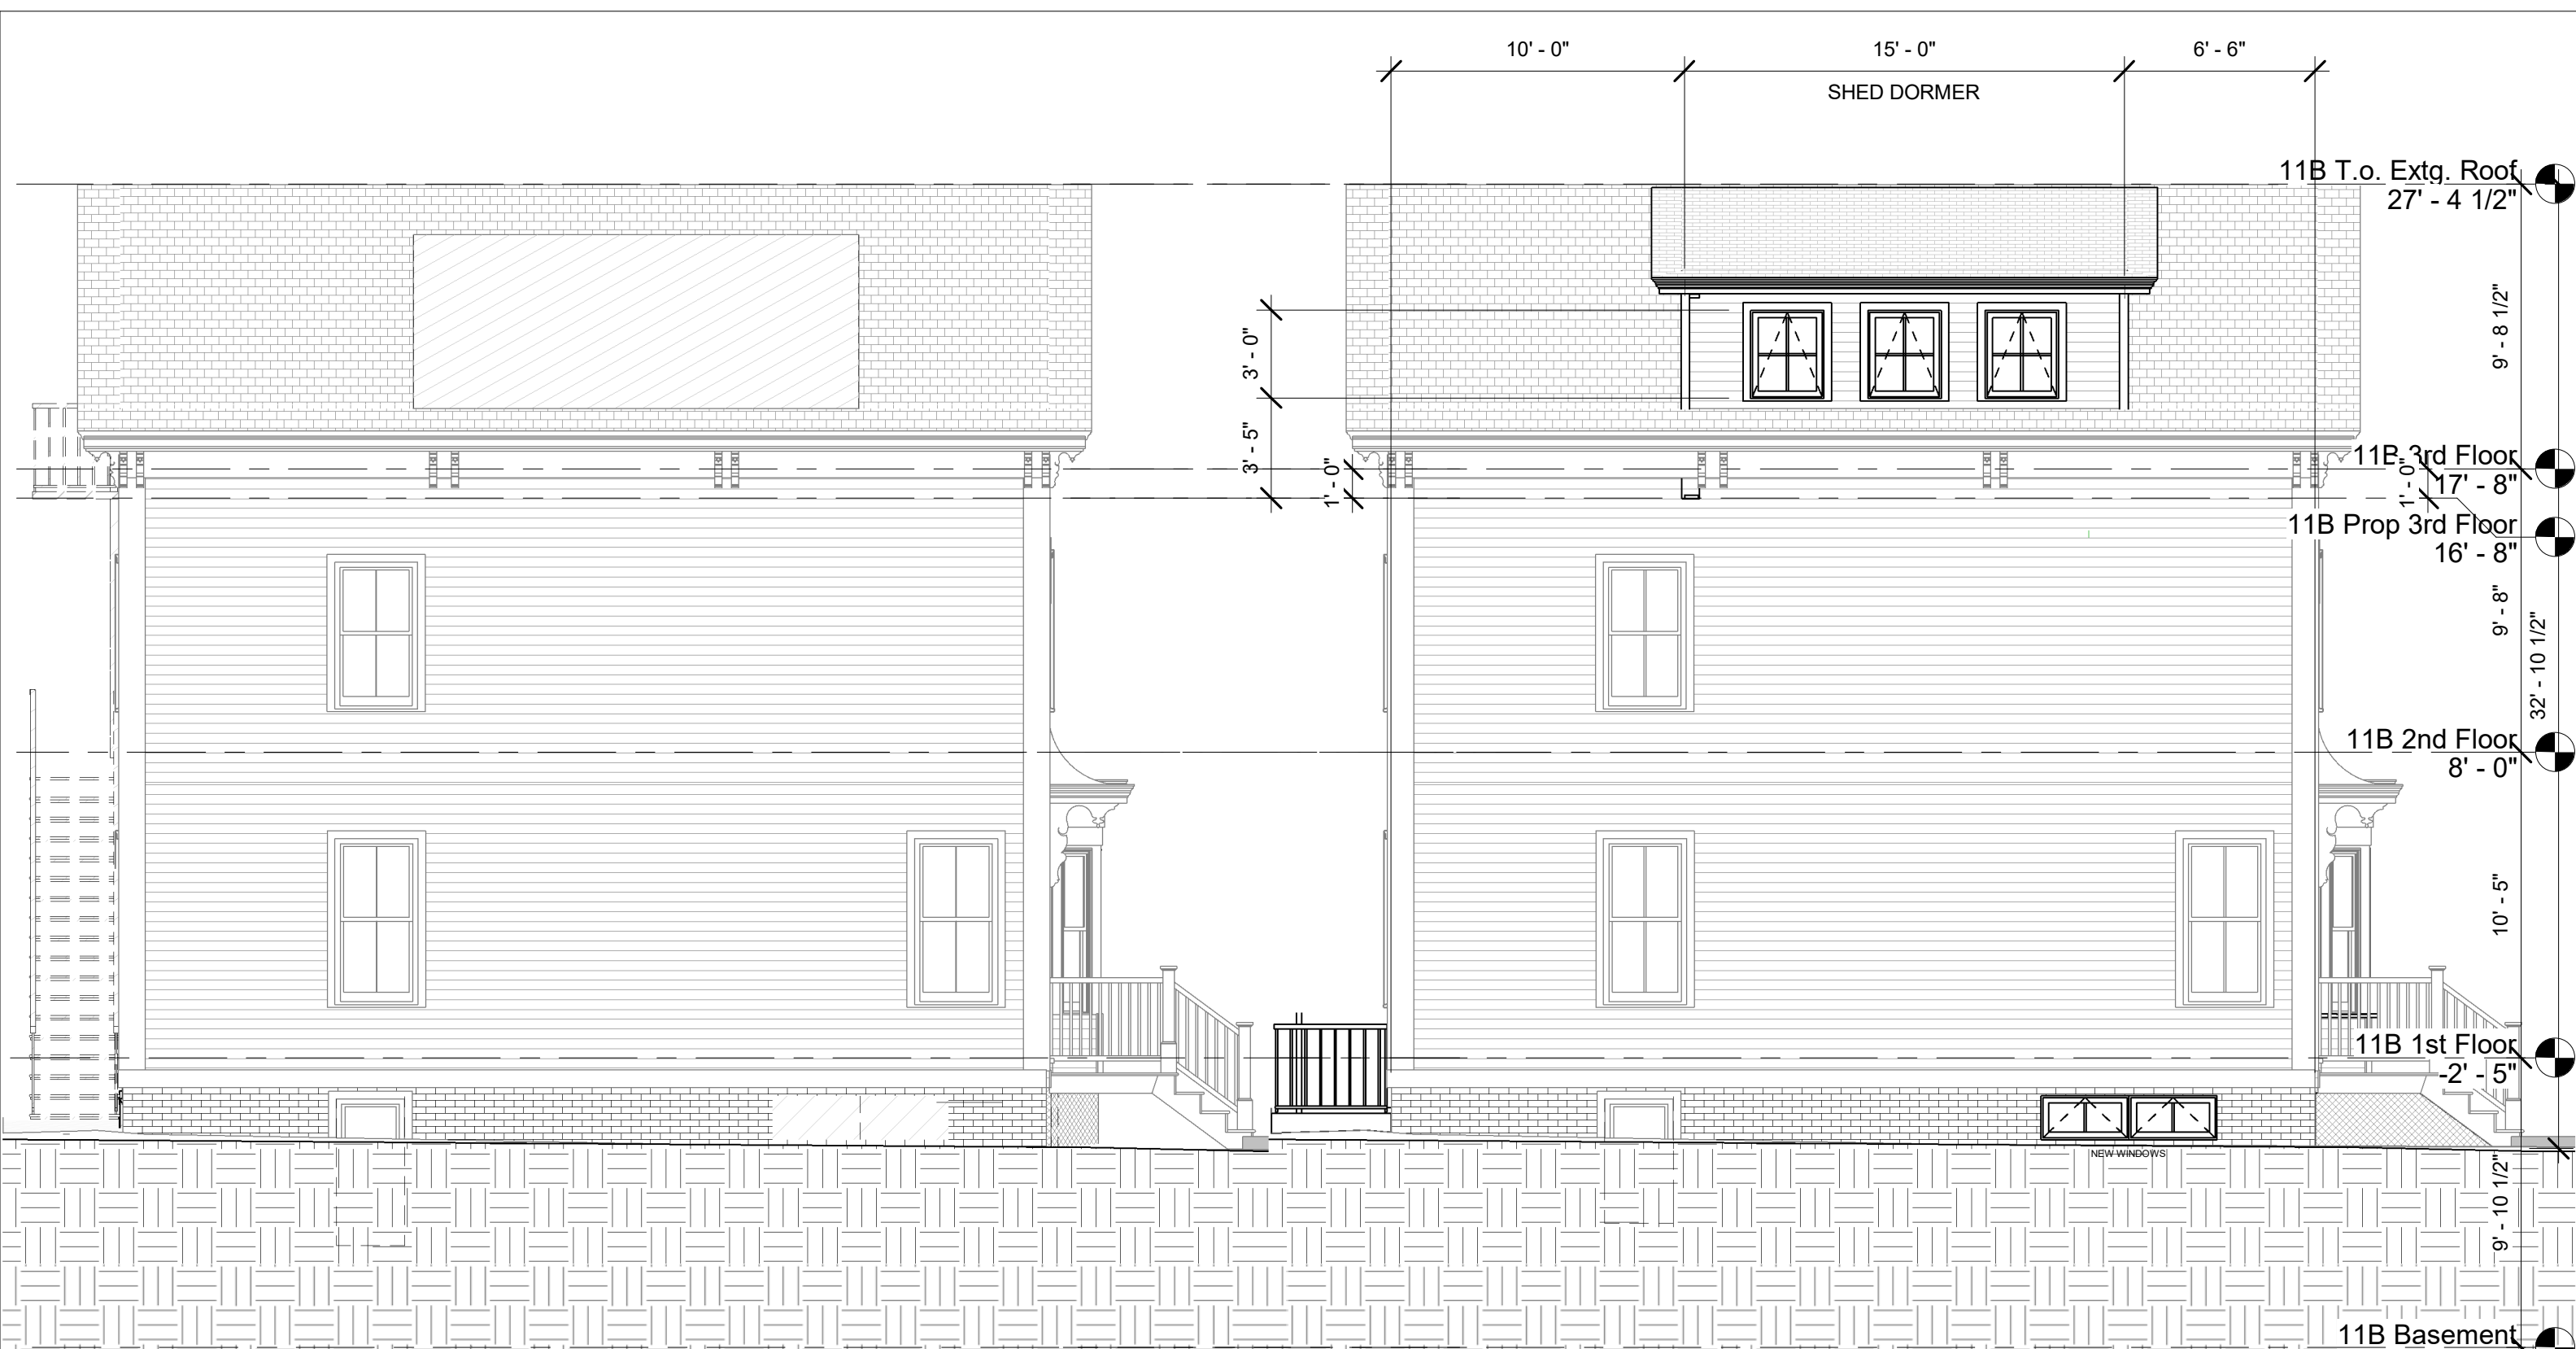 10' - 0"
15' - 0"
6' - 6"
SHED DORMER
11B T.o. Extg. Roof
27' - 4 1/2"
9' - 8 1/2"
3' - 0"
3' - 5"
1' - 0"
11B 3rd Floor
17' - 8"
1' - 0"
11B Prop 3rd Floor
16' - 8"
9' - 8"
32' - 10 1/2"
11B 2nd Floor
8' - 0"
10' - 5"
11B 1st Floor
-2' - 5"
NEW WINDOWS
9' - 10 1/2"
11B Basement